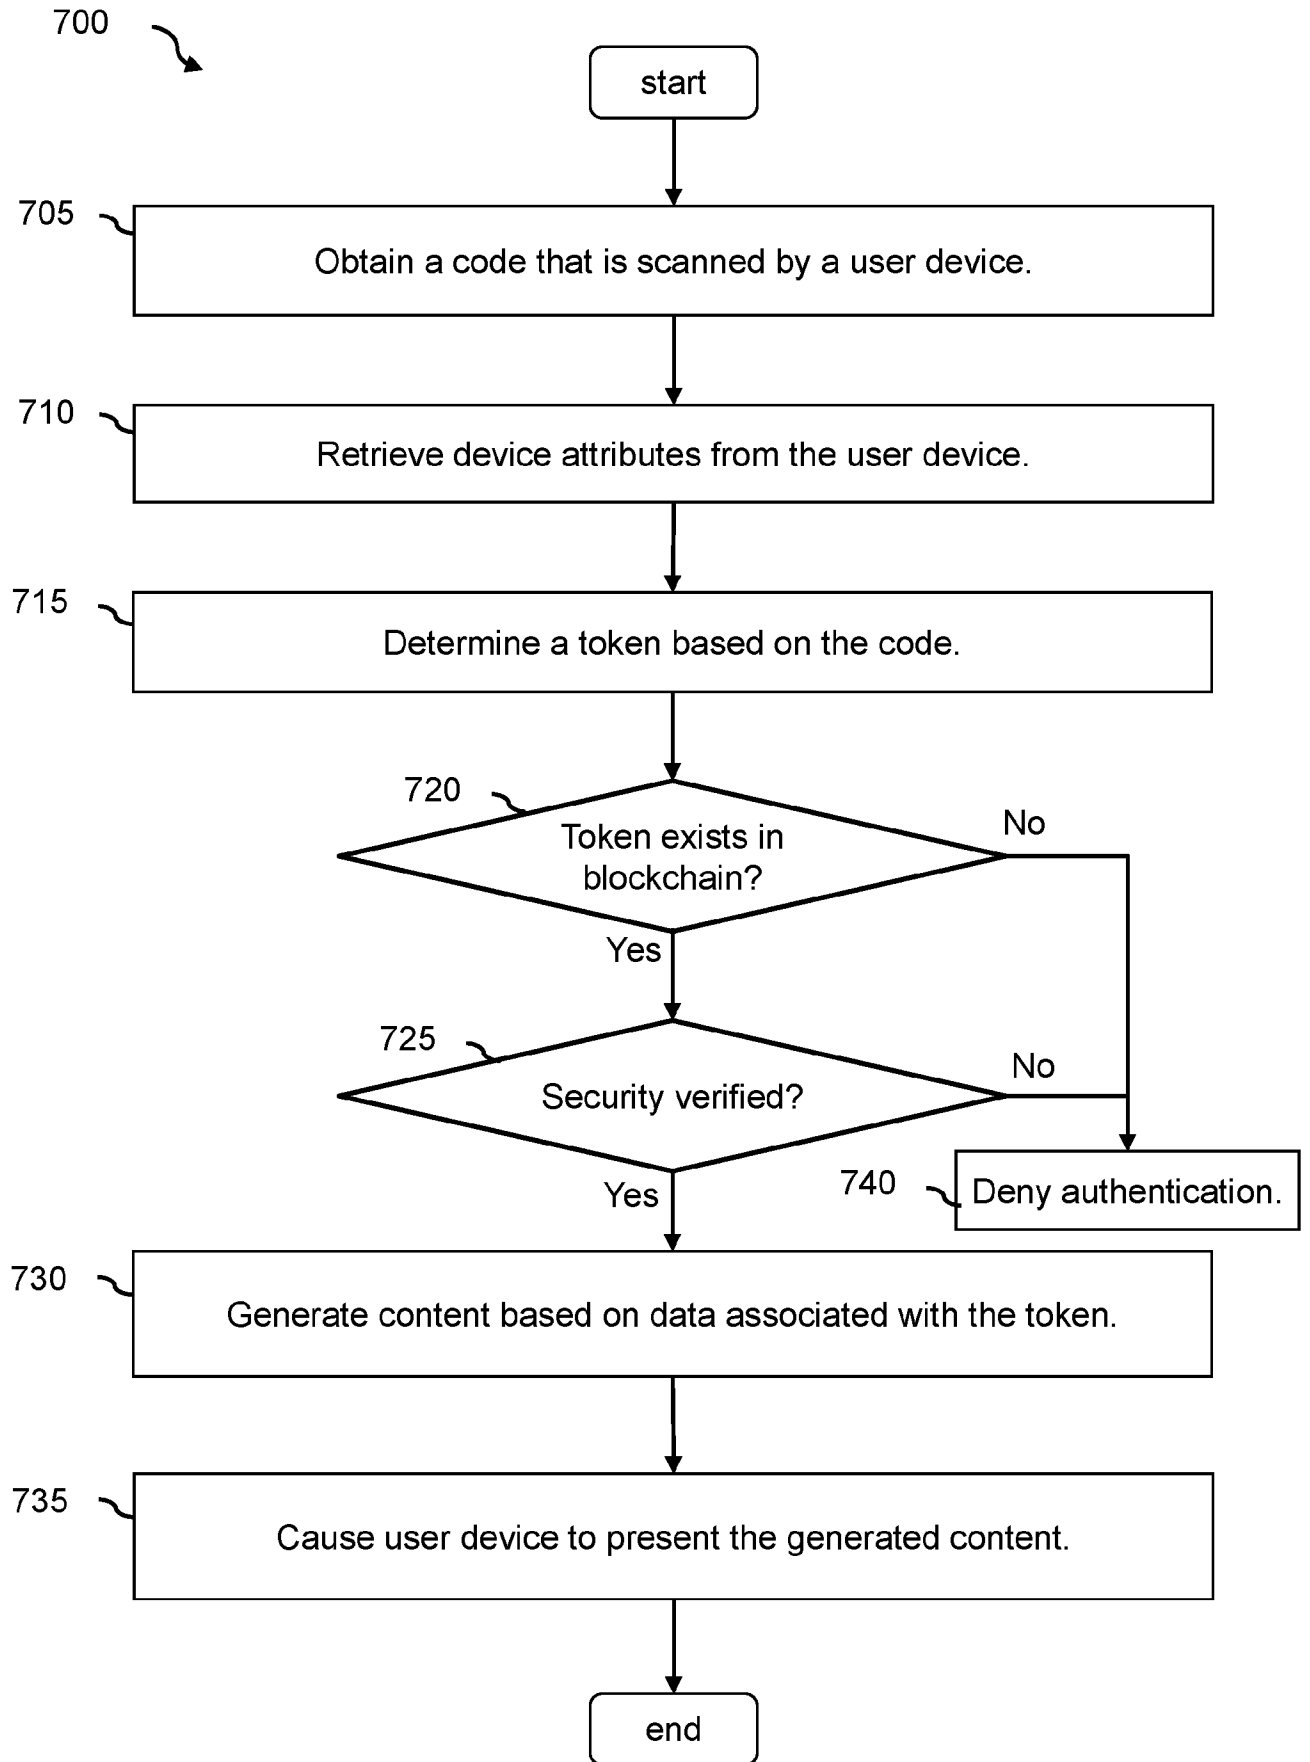 700
start
705
Obtain a code that is scanned by a user device.
710
Retrieve device attributes from the user device.
715
Determine a token based on the code.
720
Token exists in
blockchain?
No
Yes
725
Security verified?
No
Yes
740
Deny authentication.
730
Generate content based on data associated with the token.
735
Cause user device to present the generated content.
end